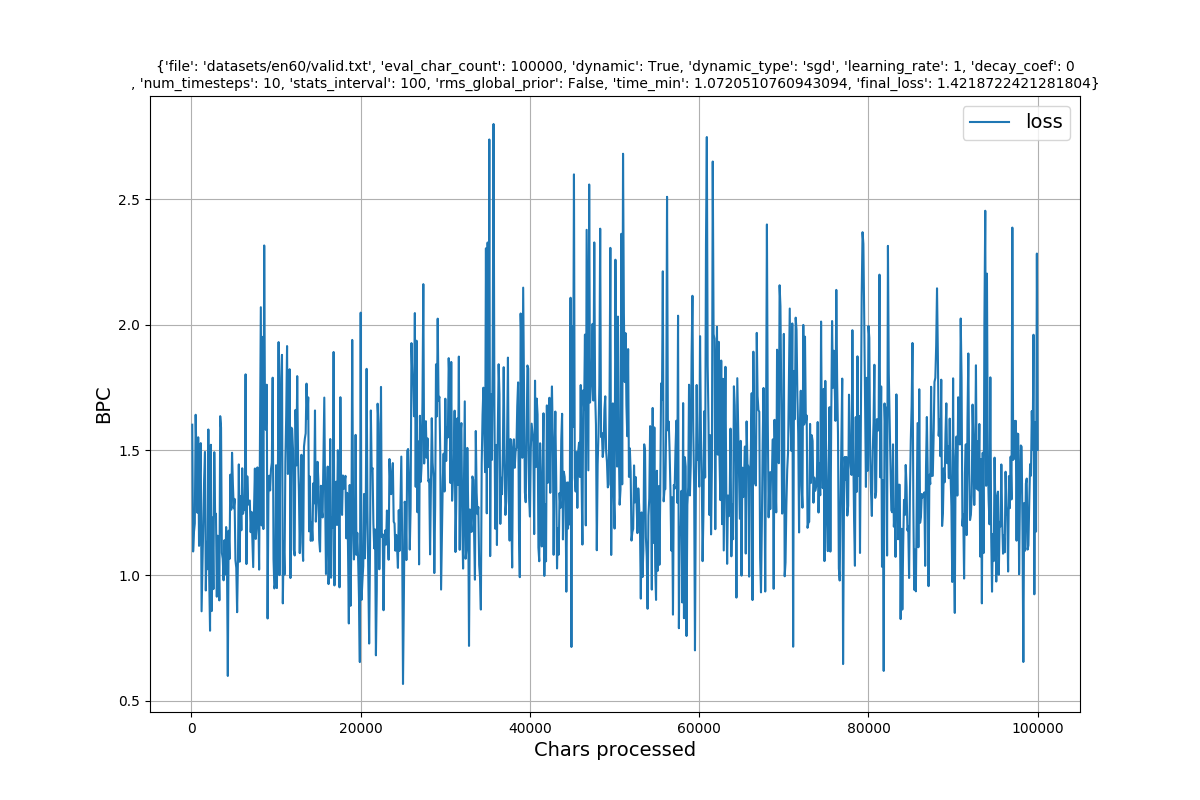 {'file': 'datasets/en60/valid.txt', 'eval_char_count': 100000, 'dynamic': True, 'dynamic_type': 'sgd', 'learning_rate': 1, 'decay_coef': 0
, 'num_timesteps': 10, 'stats_interval': 100, 'rms_global_prior': False, 'time_min': 1.0720510760943094, 'final_loss': 1.4218722421281804}
loss
2.5
2.0
1.5
1.0
0.5
BPC
0 20000 40000 60000 80000 100000
Chars processed